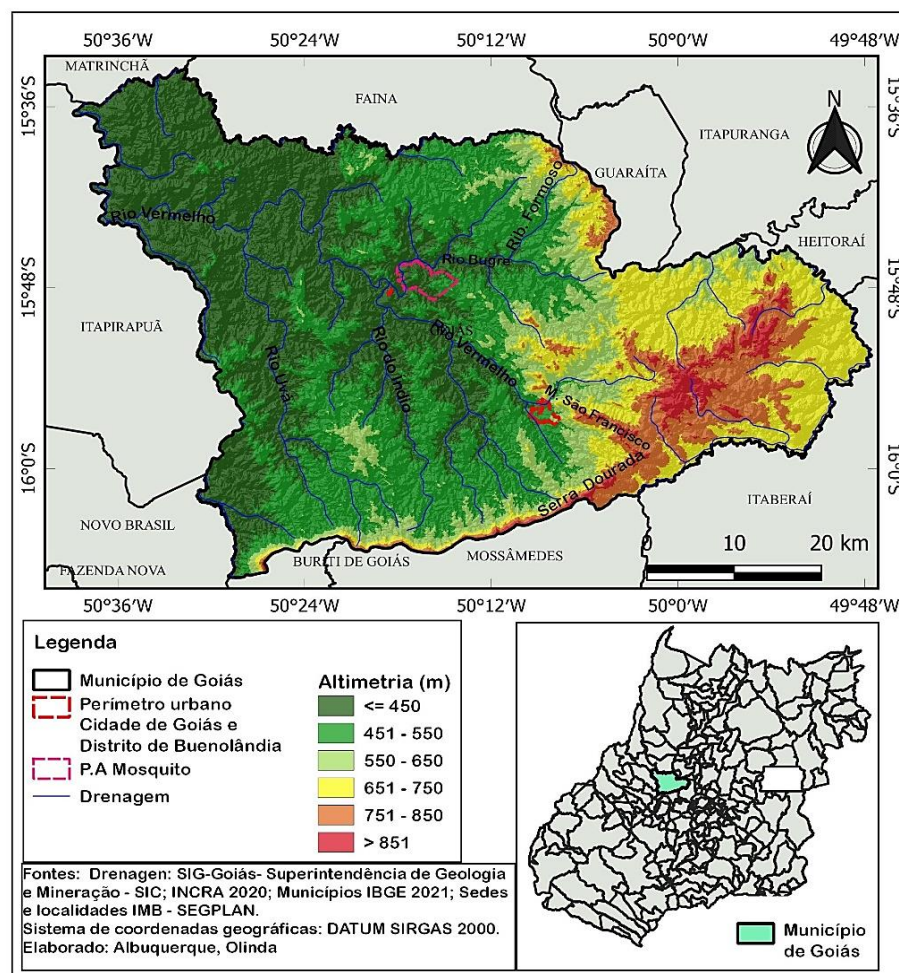 50°36'W 50°24'W 50°12'W 50°0'W 49°48'W
MATRINCHÃ
15°36'S
FAINA
N
15°36'S
ITAPURANGA
GUARAÍTA
Rib. Formoso
Rio Vermelho
HEITORAÍ
Rio Bugre
15°48'S
15°48'S
ITAPIRAPUÃ
Rio Uvá
Rio do Índio
Rio Vermelho
M. São Francisco
16°0'S
16°0'S
Serra Dourada
ITABERAÍ
NOVO BRASIL
BURITI DE GOIÁS
MOSSÂMEDES
FAZENDA NOVA
0 10 20 km
50°36'W 50°24'W 50°12'W 50°0'W 49°48'W
Legenda
Município de Goiás
Perímetro urbano
Cidade de Goiás e
Distrito de Buenolândia
P.A Mosquito
Drenagem
Altimetria (m)
<= 450
451 - 550
550 - 650
651 - 750
751 - 850
> 851
Fontes: Drenagem: SIG-Goiás- Superintendência de Geologia
e Mineração - SIC; INCRA 2020; Municípios IBGE 2021; Sedes
e localidades IMB - SEGPLAN.
Sistema de coordenadas geográficas: DATUM SIRGAS 2000.
Elaborado: Albuquerque, Olinda
Município
de Goiás